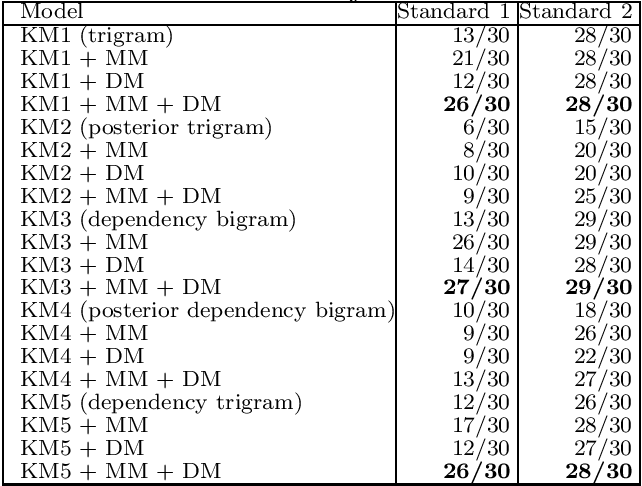 Model Standard 1 Standard 2
KM1 (trigram) 13/30 28/30
KM1 + MM 21/30 28/30
KM1 + DM 12/30 28/30
KM1 + MM + DM 26/30 28/30
KM2 (posterior trigram) 6/30 15/30
KM2 + MM 8/30 20/30
KM2 + DM 10/30 20/30
KM2 + MM + DM 9/30 25/30
KM3 (dependency bigram) 13/30 29/30
KM3 + MM 26/30 29/30
KM3 + DM 14/30 28/30
KM3 + MM + DM 27/30 29/30
KM4 (posterior dependency bigram) 10/30 18/30
KM4 + MM 9/30 26/30
KM4 + DM 9/30 22/30
KM4 + MM + DM 13/30 27/30
KM5 (dependency trigram) 12/30 26/30
KM5 + MM 17/30 28/30
KM5 + DM 12/30 27/30
KM5 + MM + DM 26/30 28/30